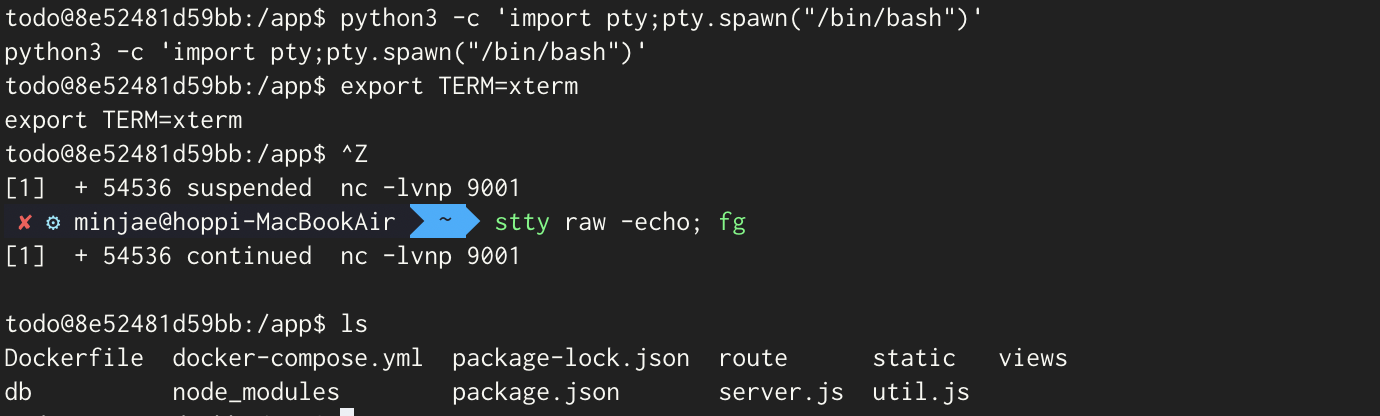 todo@8e52481d59bb:/app$ python3 -c 'import pty;pty.spawn("/bin/bash")'
python3 -c 'import pty;pty.spawn("/bin/bash")'
todo@8e52481d59bb:/app$ export TERM=xterm
export TERM=xterm
todo@8e52481d59bb:/app$ ^Z
[1]  + 54536 suspended  nc -lvnp 9001
✘ ⚙ minjae@hoppi-MacBookAir ~ stty raw -echo; fg
[1]  + 54536 continued  nc -lvnp 9001
todo@8e52481d59bb:/app$ ls
Dockerfile  docker-compose.yml  package-lock.json  route      static  views
db          node_modules        package.json       server.js  util.js